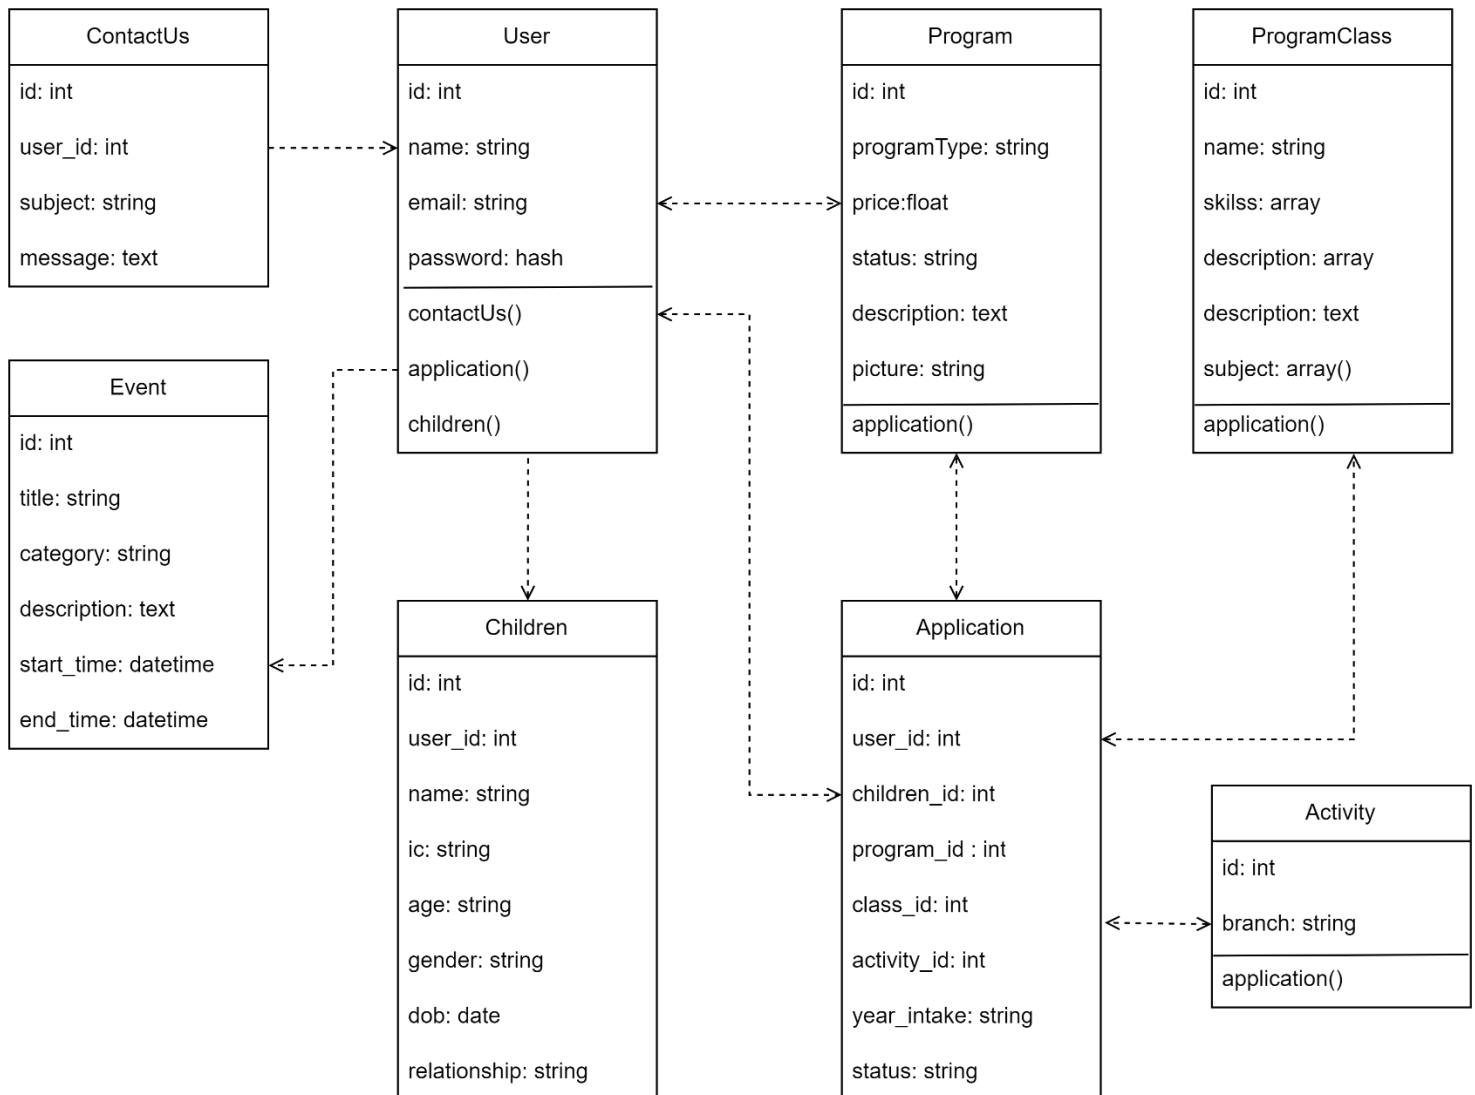 ContactUs
id: int
user_id: int
subject: string
message: text
User
id: int
name: string
email: string
password: hash
contactUs()
application()
children()
Program
id: int
programType: string
price:float
status: string
description: text
picture: string
application()
ProgramClass
id: int
name: string
skilss: array
description: array
description: text
subject: array()
application()
Event
id: int
title: string
category: string
description: text
start_time: datetime
end_time: datetime
Children
id: int
user_id: int
name: string
ic: string
age: string
gender: string
dob: date
relationship: string
Application
id: int
user_id: int
children_id: int
program_id : int
class_id: int
activity_id: int
year_intake: string
status: string
Activity
id: int
branch: string
application()